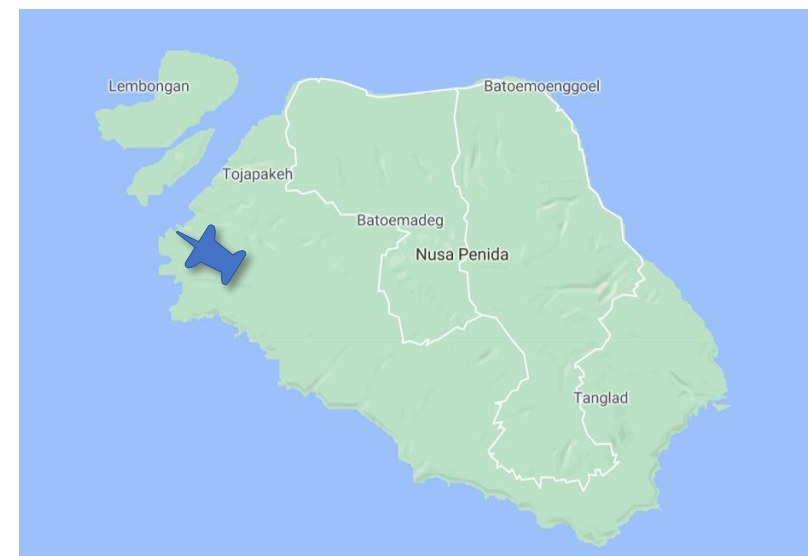 Lembongan
Batoemoenggoel
Tojapakeh
Batoemadeg
Nusa Penida
Tanglad